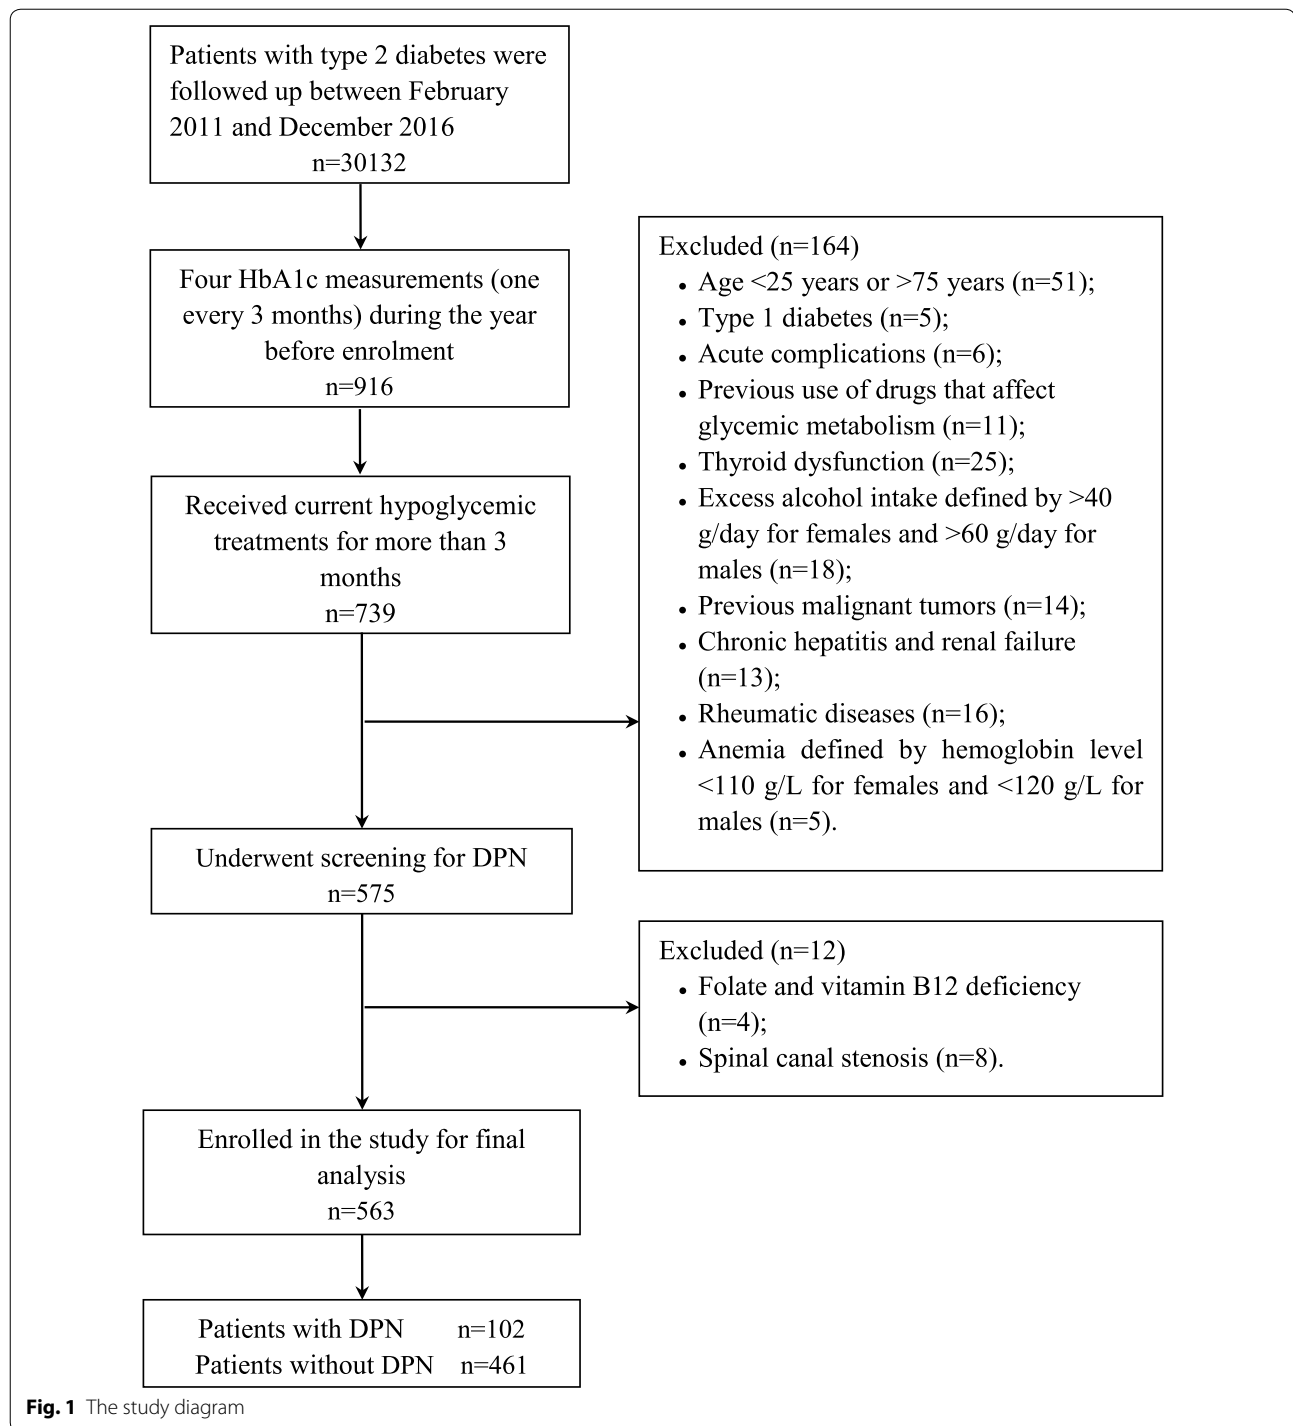 Patients with type 2 diabetes were
followed up between February
2011 and December 2016
n=30132
Four HbA1c measurements (one
every 3 months) during the year
before enrolment
n=916
Received current hypoglycemic
treatments for more than 3
months
n=739
Excluded (n=164)
• Age <25 years or >75 years (n=51);
• Type 1 diabetes (n=5);
• Acute complications (n=6);
• Previous use of drugs that affect
glycemic metabolism (n=11);
• Thyroid dysfunction (n=25);
• Excess alcohol intake defined by >40
g/day for females and >60 g/day for
males (n=18);
• Previous malignant tumors (n=14);
• Chronic hepatitis and renal failure
(n=13);
• Rheumatic diseases (n=16);
• Anemia defined by hemoglobin level
<110 g/L for females and <120 g/L for
males (n=5).
Underwent screening for DPN
n=575
Excluded (n=12)
• Folate and vitamin B12 deficiency
(n=4);
• Spinal canal stenosis (n=8).
Enrolled in the study for final
analysis
n=563
Patients with DPN n=102
Patients without DPN n=461
Fig. 1 The study diagram